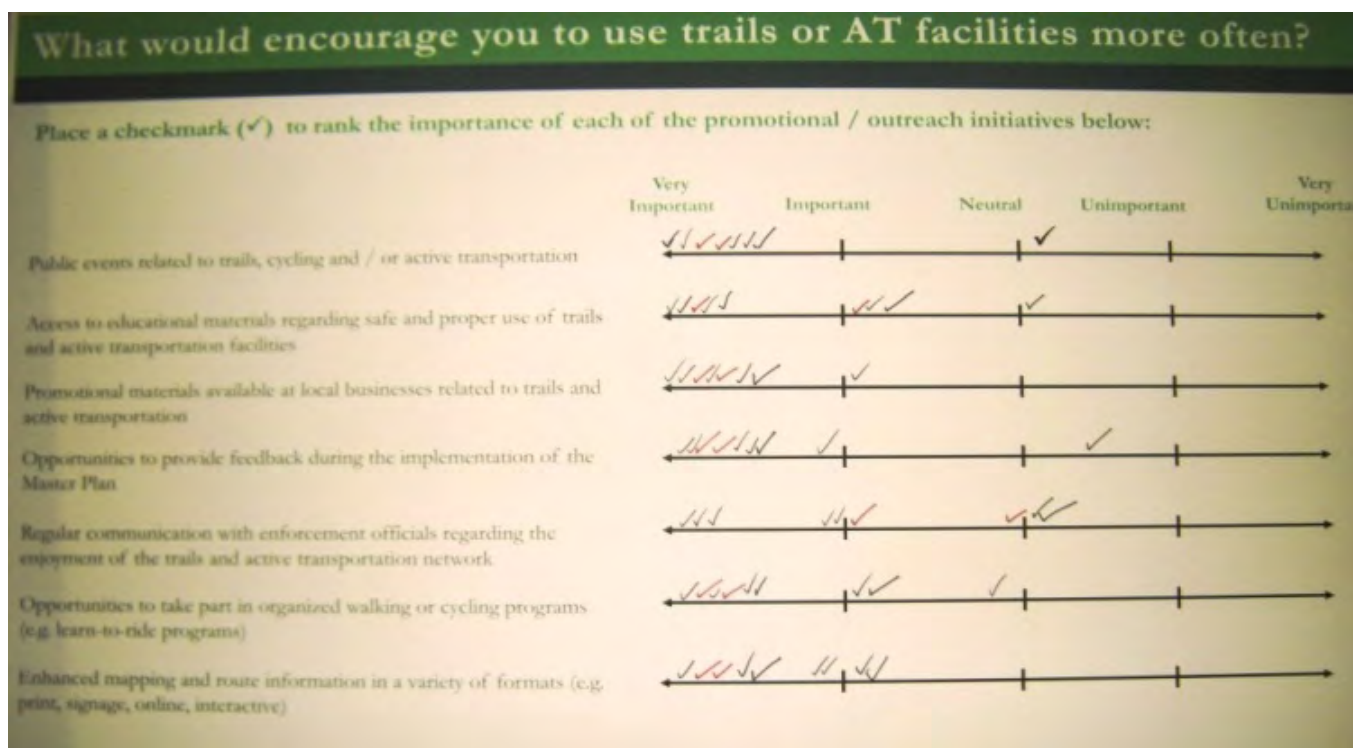 What would encourage you to use trails or AT facilities more often?
Place a checkmark (✓) to rank the importance of each of the promotional / outreach initiatives below:
Very Important
Important
Neutral
Unimportant
Very Unimporta
Public events related to trails, cycling and / or active transportation
Access to educational materials regarding safe and proper use of trails
and active transportation facilities
Promotional materials available at local businesses related to trails and
active transportation
Opportunities to provide feedback during the implementation of the
Master Plan
Regular communication with enforcement officials regarding the
enjoyment of the trails and active transportation network
Opportunities to take part in organized walking or cycling programs
(e.g. learn-to-ride programs)
Enhanced mapping and route information in a variety of formats (e.g.
print, signage, online, interactive)